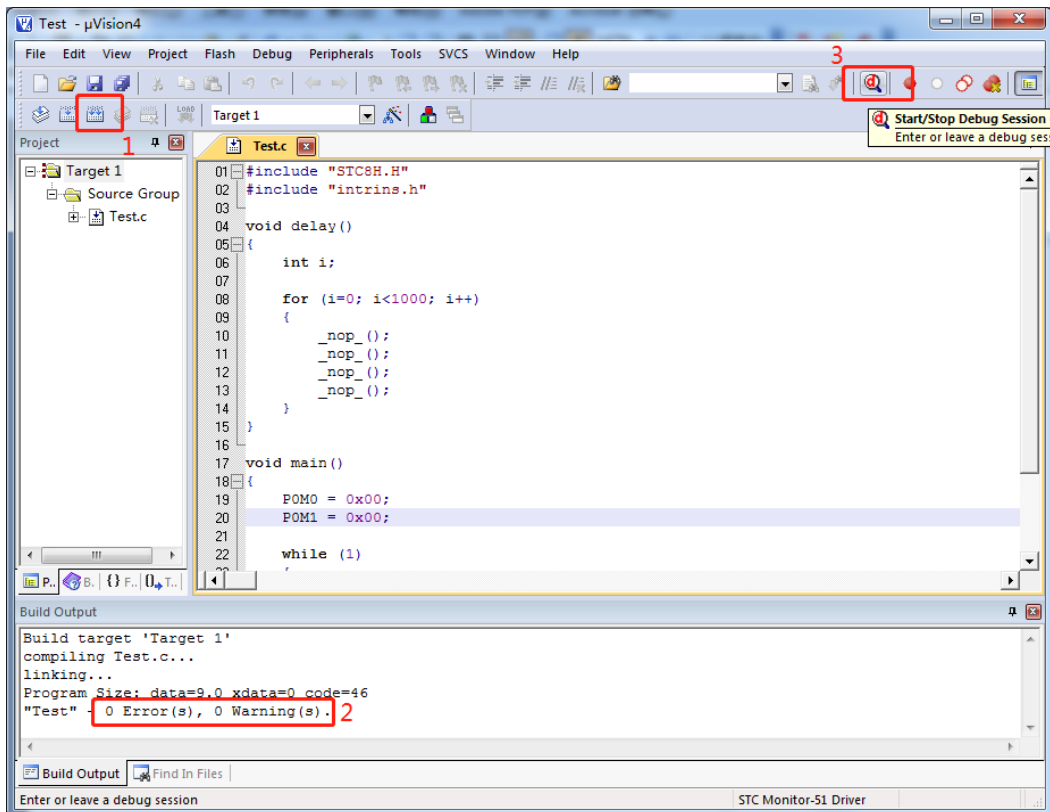 Test - µVision4
File Edit View Project Flash Debug Peripherals Tools SVCS Window Help
3
LOAD
Target 1
Start/Stop Debug Session
Enter or leave a debug ses
1
Project
Test.c
Target 1
Source Group
Test.c
01 #include "STC8H.H"
02 #include "intrins.h"
03
04 void delay()
05 {
06 int i;
07
08 for (i=0; i<1000; i++)
09 {
10 _nop_();
11 _nop_();
12 _nop_();
13 _nop_();
14 }
15 }
16
17 void main()
18 {
19 P0M0 = 0x00;
20 P0M1 = 0x00;
21
22 while (1)
P.. B. {} F.. 0 T..
Build Output
Build target 'Target 1'
compiling Test.c...
linking...
Program Size: data=9.0 xdata=0 code=46
"Test" - 0 Error(s), 0 Warning(s).
2
Build Output Find In Files
Enter or leave a debug session STC Monitor-51 Driver